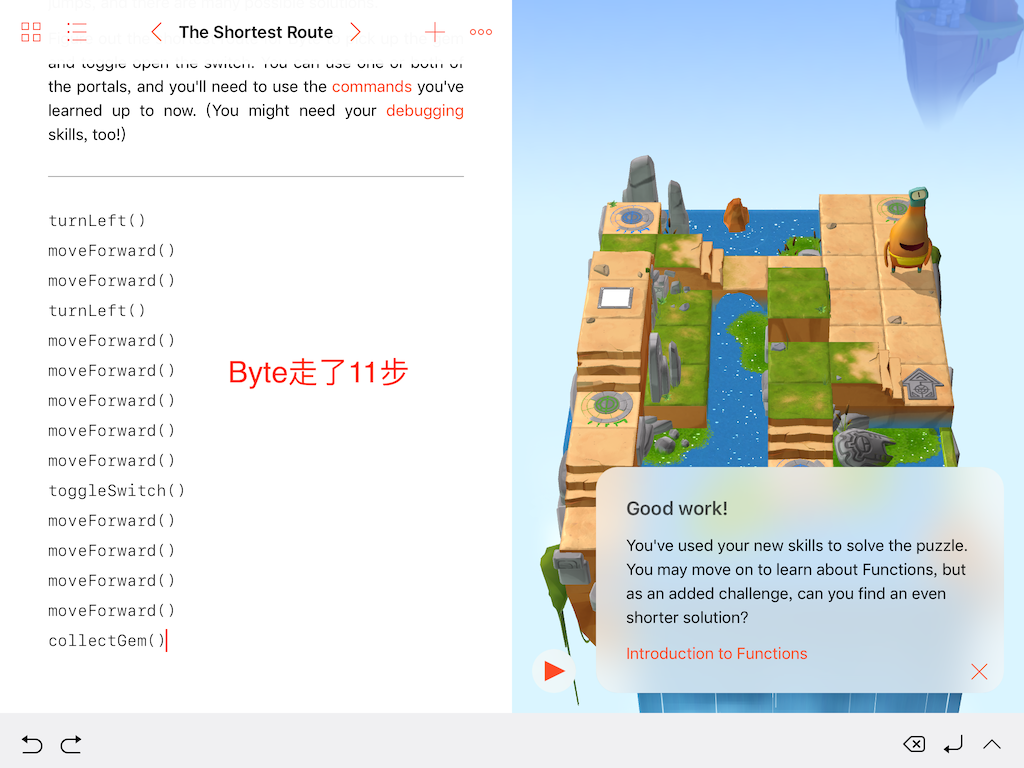 jumps, and there are many possible solutions.
The Shortest Route
and toggle open the switch. You can use one or both of
the portals, and you'll need to use the commands you've
learned up to now. (You might need your debugging
skills, too!)
turnLeft()
moveForward()
moveForward()
turnLeft()
moveForward()
moveForward()
moveForward()
moveForward()
moveForward()
toggleSwitch()
moveForward()
moveForward()
moveForward()
moveForward()
collectGem()
Byte走了11步
Good work!
You've used your new skills to solve the puzzle.
You may move on to learn about Functions, but
as an added challenge, can you find an even
shorter solution?
Introduction to Functions